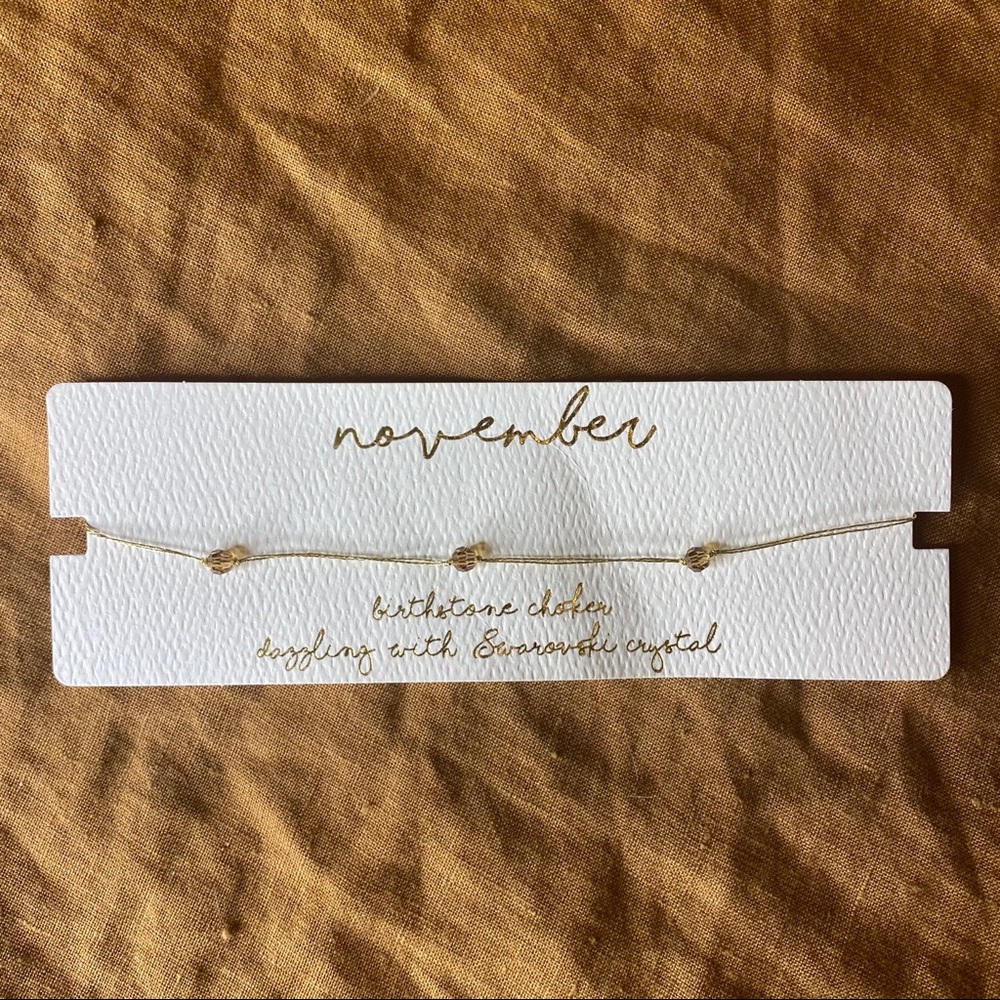 november
birthstone choker
dazzling with Swarovski crystal